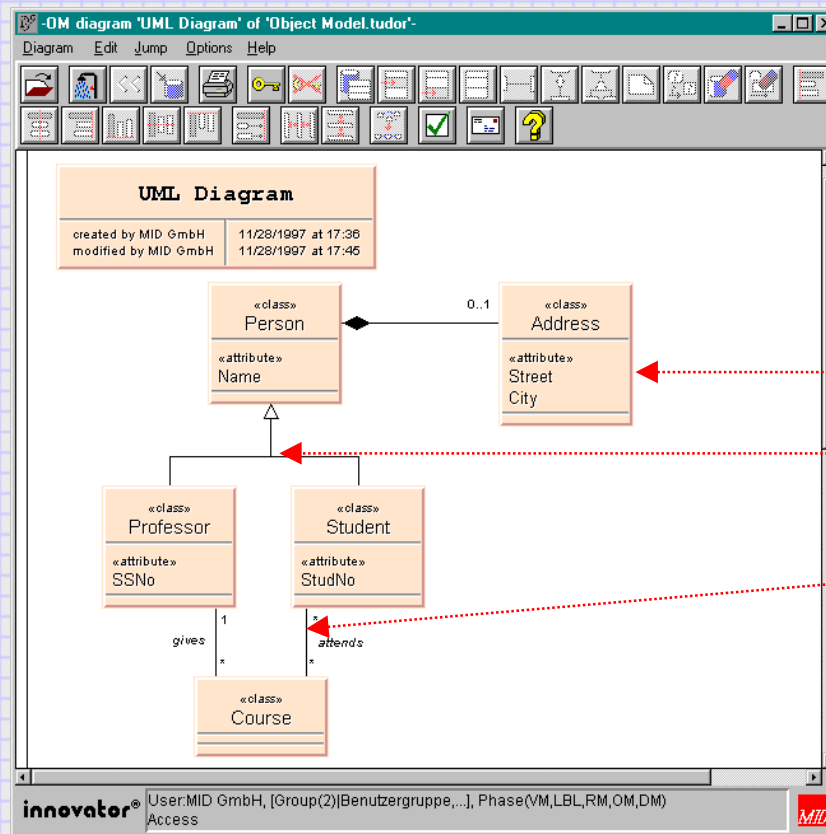 -OM diagram 'UML Diagram' of 'Object Model.tudor'-
Diagram Edit Jump Options Help
UML Diagram
created by MID GmbH 11/28/1997 at 17:36
modified by MID GmbH 11/28/1997 at 17:45
«class»
Person
«attribute»
Name
0..1
«class»
Address
«attribute»
Street
City
«class»
Professor
«attribute»
SSNo
«class»
Student
«attribute»
StudNo
1
gives
*
*
attends
*
«class»
Course
innovator®
User:MID GmbH, [Group(2)|Benutzergruppe,...], Phase(VM,LBL,RM,OM,DM)
Access
MID